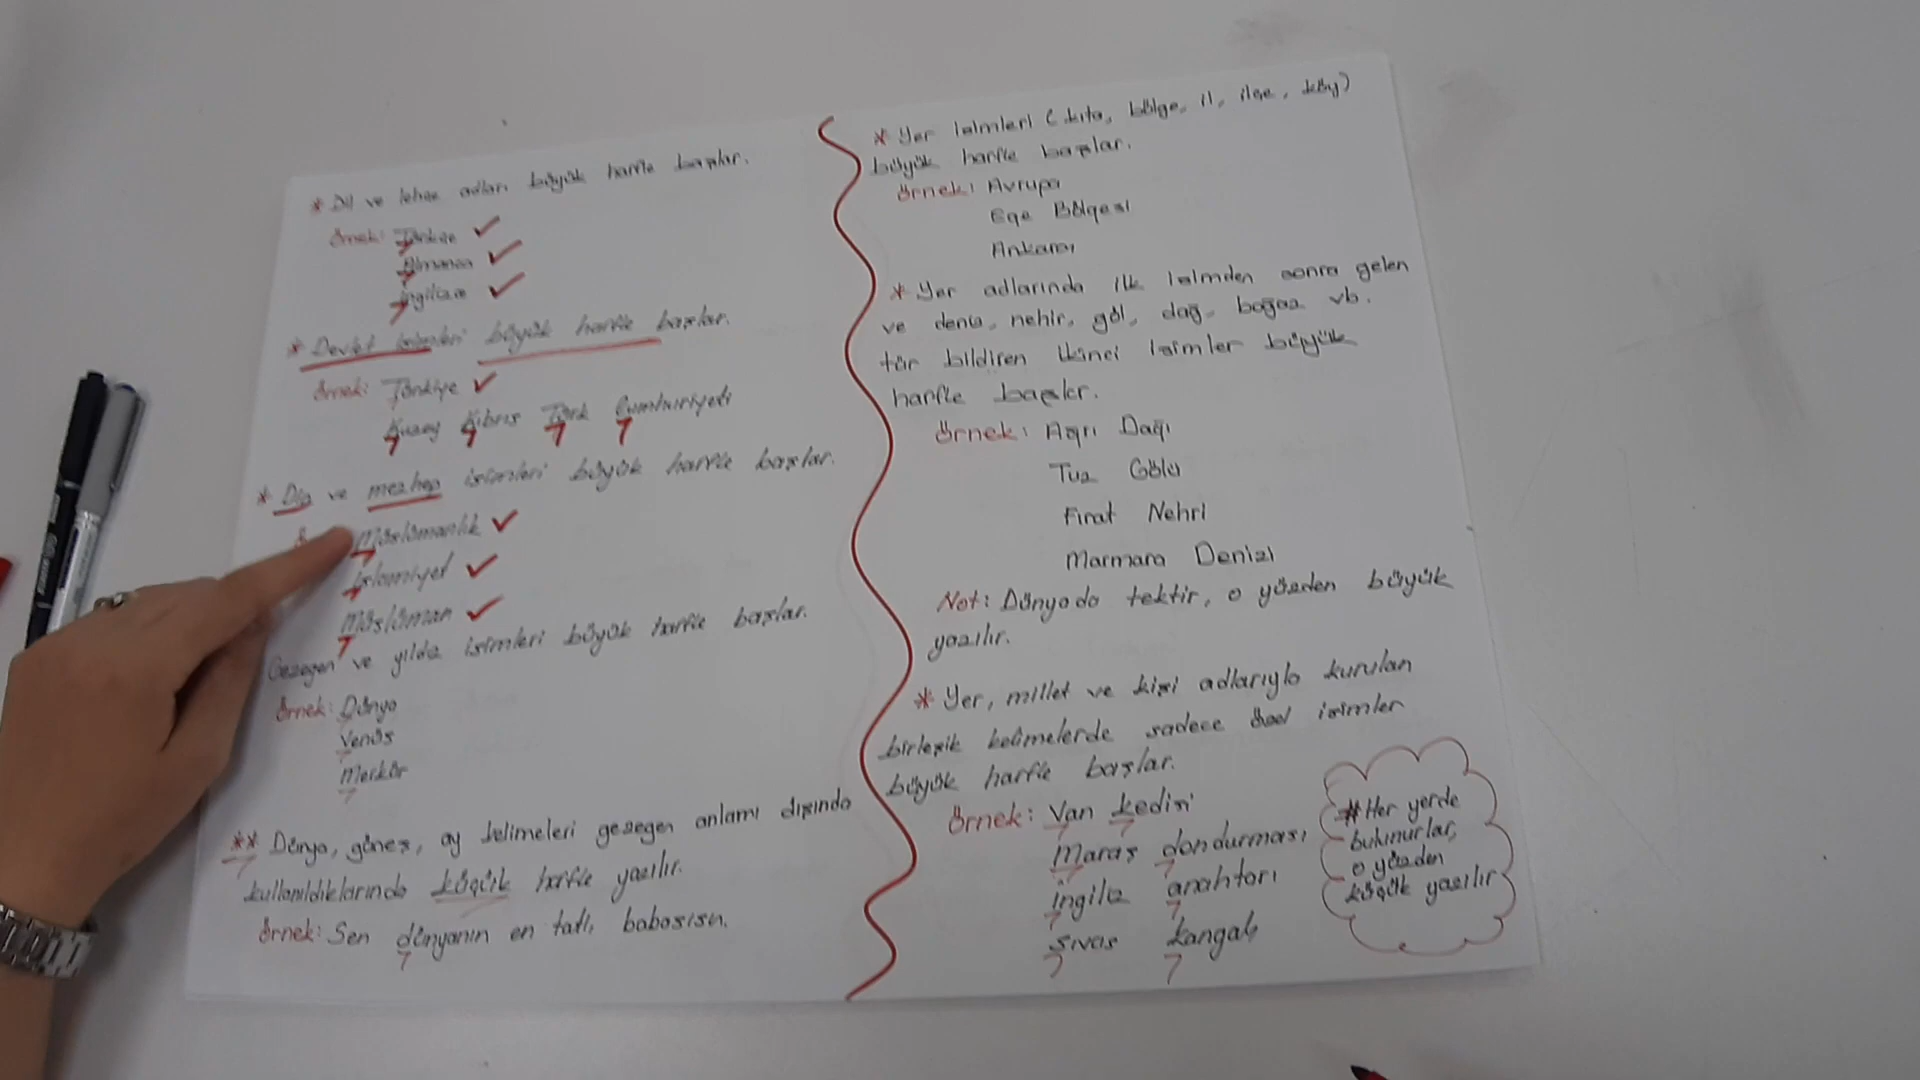 * Dil ve lehçe adları büyük harfle başlar.
Örnek: Türkçe ✓
Almanca ✓
İngilizce ✓
* Devlet isimleri büyük harfle başlar.
Örnek: Türkiye ✓
Kuzey Kıbrıs Türk Cumhuriyeti
* Din ve mezhep isimleri büyük harfle başlar.
Müslümanlık ✓
İslamiyet ✓
Müslüman ✓
Gezegen ve yıldız isimleri büyük harfle başlar.
Örnek: Dünya
Venüs
Merkür
** Dünya, güneş, ay kelimeleri gezegen anlamı dışında
kullanıldıklarında küçük harfle yazılır.
Örnek: Sen dünyanın en tatlı babasısın.
* Yer isimleri (kıta, bölge, il, ilçe, köy)
büyük harfle başlar.
Örnek: Avrupa
Ege Bölgesi
Ankara
* Yer adlarında ilk isimden sonra gelen
ve deniz, nehir, göl, dağ, boğaz vb.
tür bildiren ikinci isimler büyük
harfle başlar.
Örnek: Ağrı Dağı
Tuz Gölü
Fırat Nehri
Marmara Denizi
Not: Dünyada tektir, o yüzden büyük
yazılır.
* Yer, millet ve kişi adlarıyla kurulan
birleşik kelimelerde sadece özel isimler
büyük harfle başlar.
Örnek: Van kedisi
Maraş dondurması
İngiliz anahtarı
Sivas kangalı
# Her yerde
bulunurlar,
o yüzden
küçük yazılır